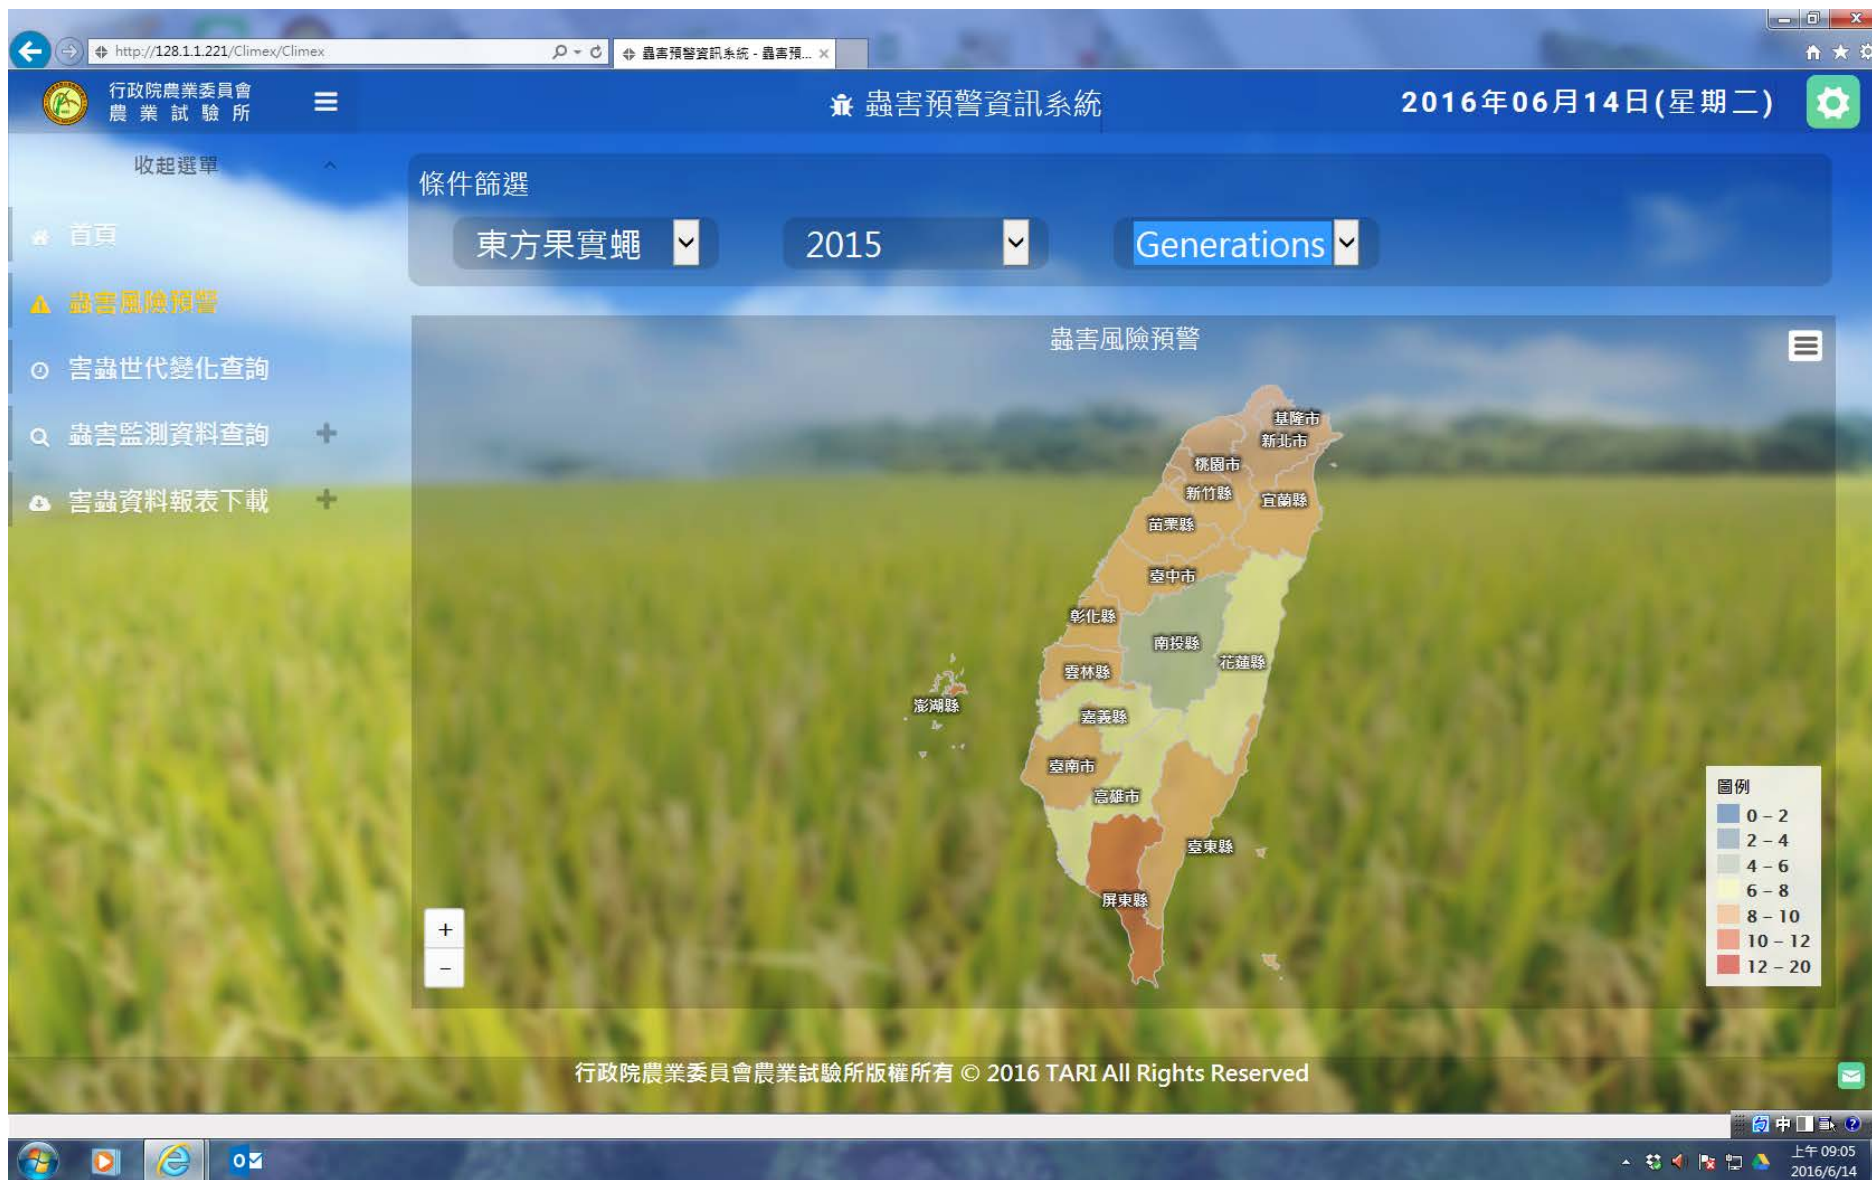 http://128.1.1.221/Climex/Climex
蟲害預警資訊系統 - 蟲害預...
行政院農業委員會
農業試驗所
蟲害預警資訊系統
2016年06月14日(星期二)
收起選單
首頁
蟲害風險預警
害蟲世代變化查詢
蟲害監測資料查詢
害蟲資料報表下載
條件篩選
東方果實蠅
2015
Generations
蟲害風險預警
基隆市
新北市
桃園市
新竹縣
宜蘭縣
苗栗縣
臺中市
彰化縣
南投縣
花蓮縣
雲林縣
澎湖縣
嘉義縣
臺南市
高雄市
臺東縣
屏東縣
圖例
0 – 2
2 – 4
4 – 6
6 – 8
8 – 10
10 – 12
12 – 20
+
−
行政院農業委員會農業試驗所版權所有 © 2016 TARI All Rights Reserved
中
上午 09:05
2016/6/14